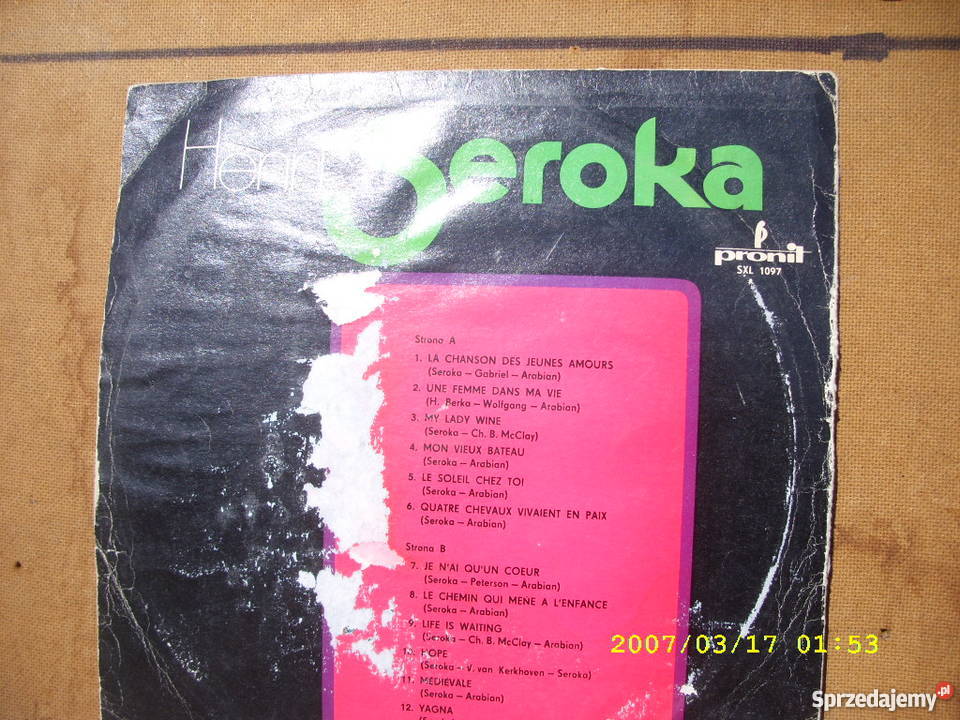 Henri Seroka
pronit
SXL 1097
Strona A
1. LA CHANSON DES JEUNES AMOURS
(Seroka – Gabriel – Arabian)
2. UNE FEMME DANS MA VIE
(H. Berka – Wolfgang – Arabian)
3. MY LADY WINE
(Seroka – Ch. B. McClay)
4. MON VIEUX BATEAU
(Seroka – Arabian)
5. LE SOLEIL CHEZ TOI
(Seroka – Arabian)
6. QUATRE CHEVAUX VIVAIENT EN PAIX
(Seroka – Arabian)
Strona B
7. JE N'AI QU'UN COEUR
(Seroka – Peterson – Arabian)
8. LE CHEMIN QUI MENE A L'ENFANCE
(Seroka – Arabian)
9. LIFE IS WAITING
(Seroka – Ch. B. McClay – Arabian)
10. HOPE
(Seroka – V. van Kerkhoven – Seroka)
11. MEDIEVALE
(Seroka – Arabian)
12. YAGNA
2007/03/17 01:53
Sprzedajemy.pl